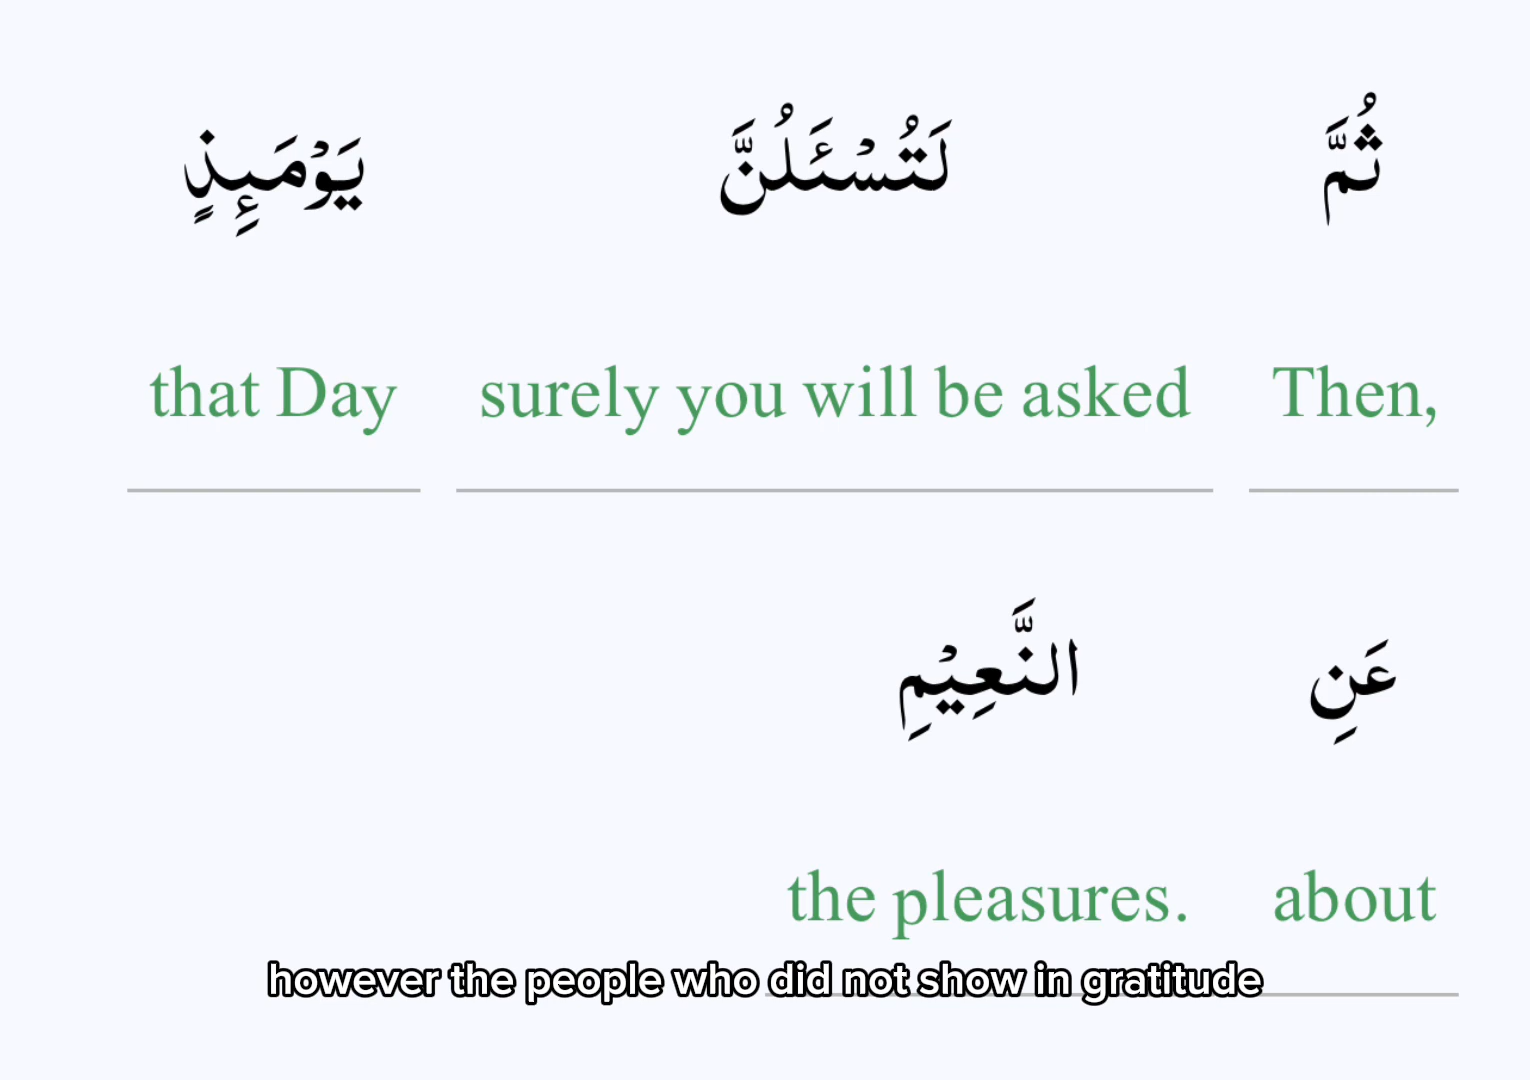 ثُمَّ لَتُسْئَلُنَّ يَوْمَئِذٍ
Then, surely you will be asked that Day
عَنِ النَّعِيْمِ
about the pleasures.
however the people who did not show in gratitude